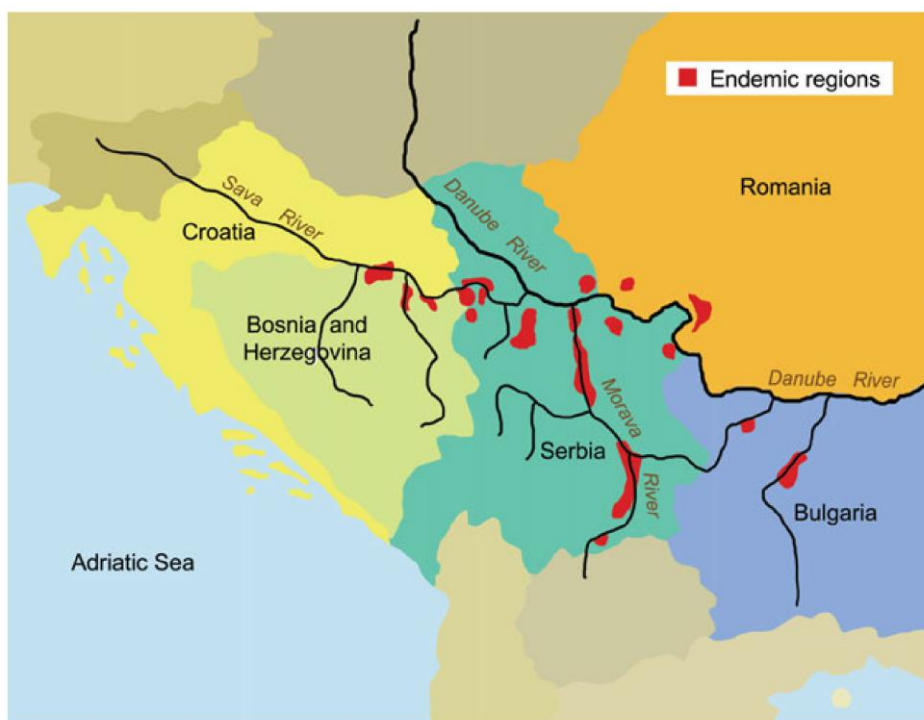 Endemic regions
Romania
Danube River
Sava River
Croatia
Bosnia and
Herzegovina
Danube River
Morava
River
Serbia
Bulgaria
Adriatic Sea